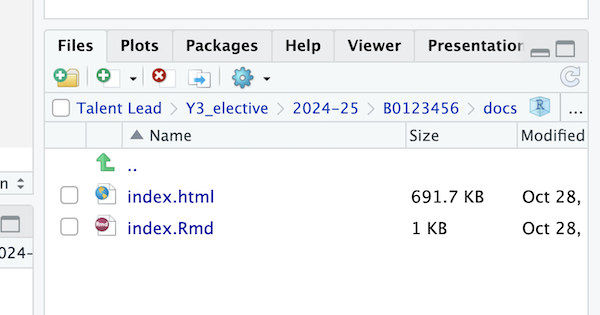 Files Plots Packages Help Viewer Presentation
Talent Lead > Y3_elective > 2024-25 > B0123456 > docs R ...
Name Size Modified
..
n
index.html 691.7 KB Oct 28,
Rmd index.Rmd 1 KB Oct 28,
024-